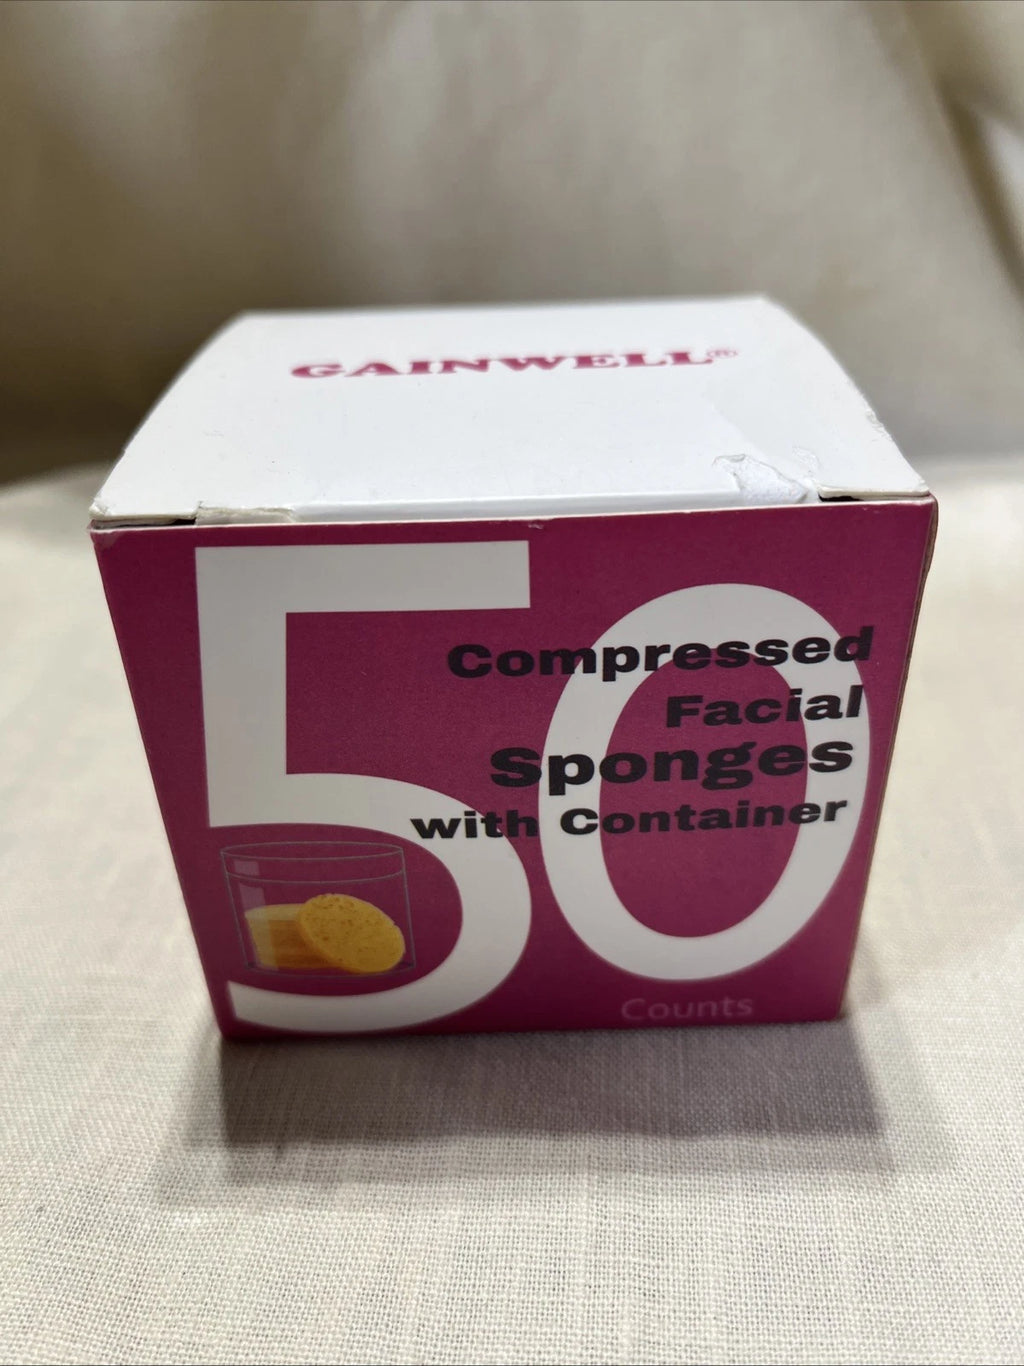 GAINWELL®
50
Compressed
Facial
Sponges
with Container
Counts